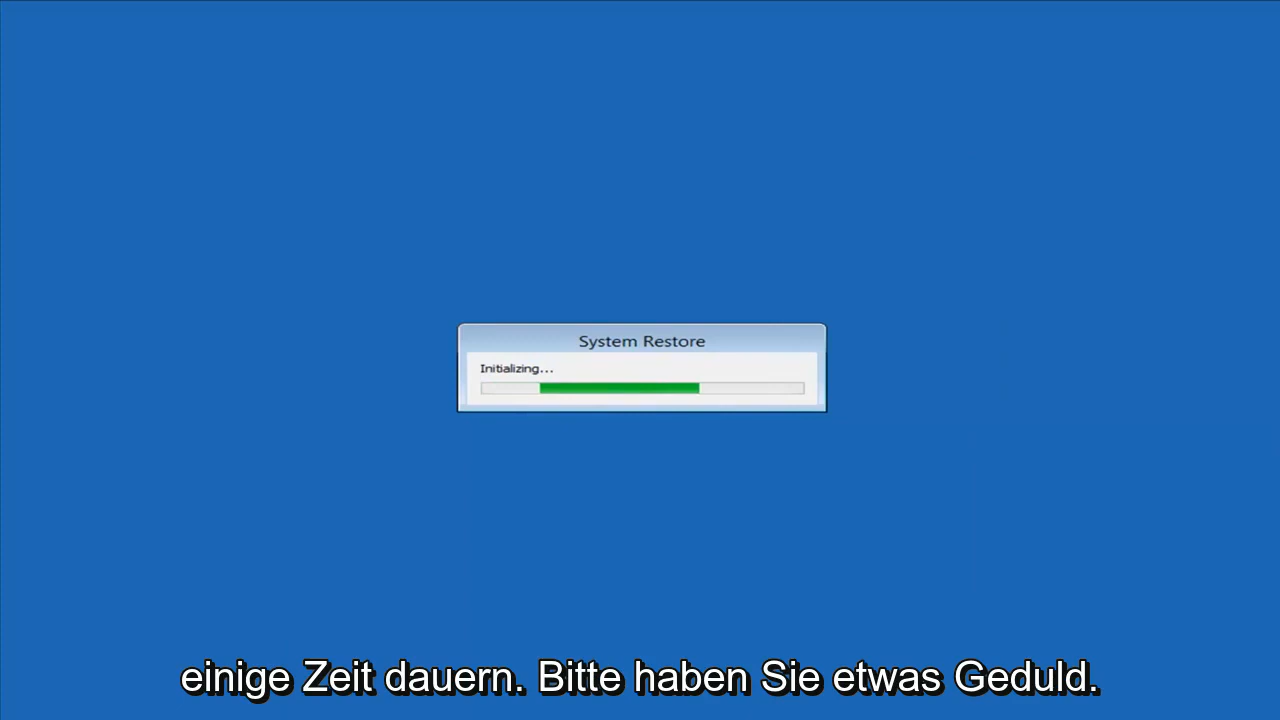 System Restore
Initializing...
einige Zeit dauern. Bitte haben Sie etwas Geduld.